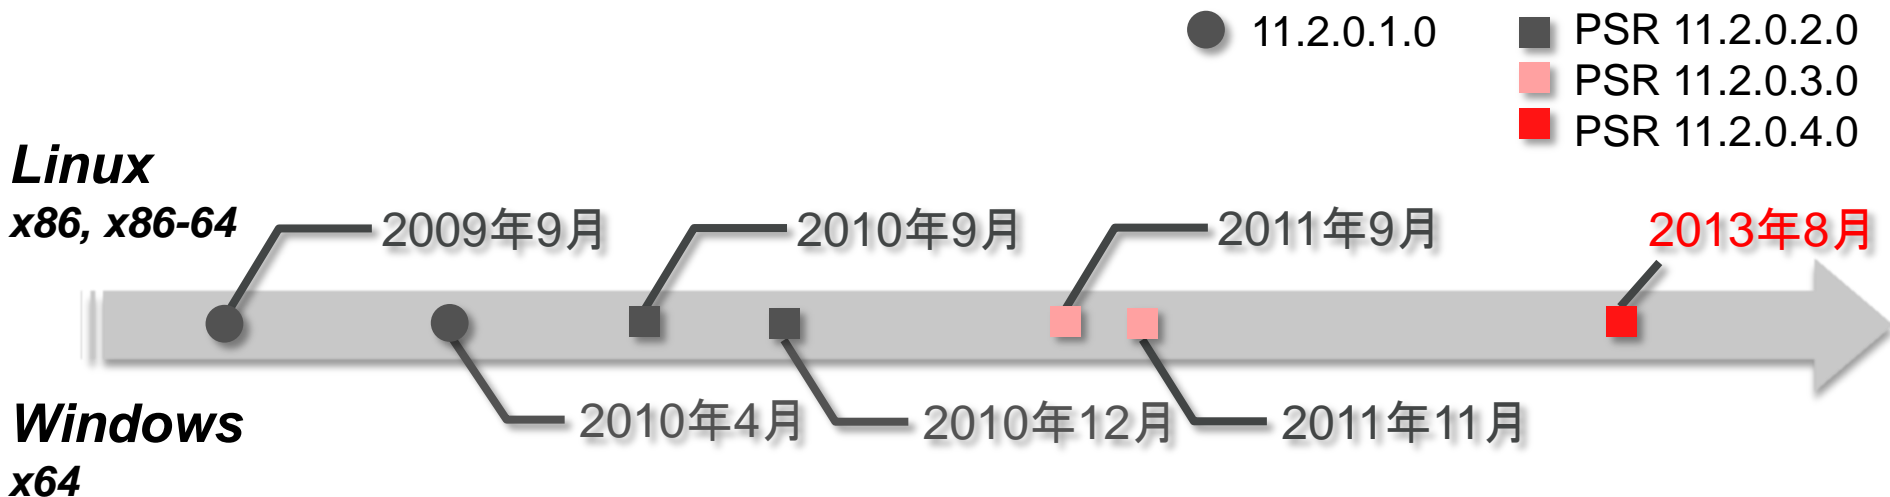 11.2.0.1.0
PSR 11.2.0.2.0
PSR 11.2.0.3.0
PSR 11.2.0.4.0
Linux
x86, x86-64
2009年9月
2010年9月
2011年9月
2013年8月
Windows
x64
2010年4月
2010年12月
2011年11月